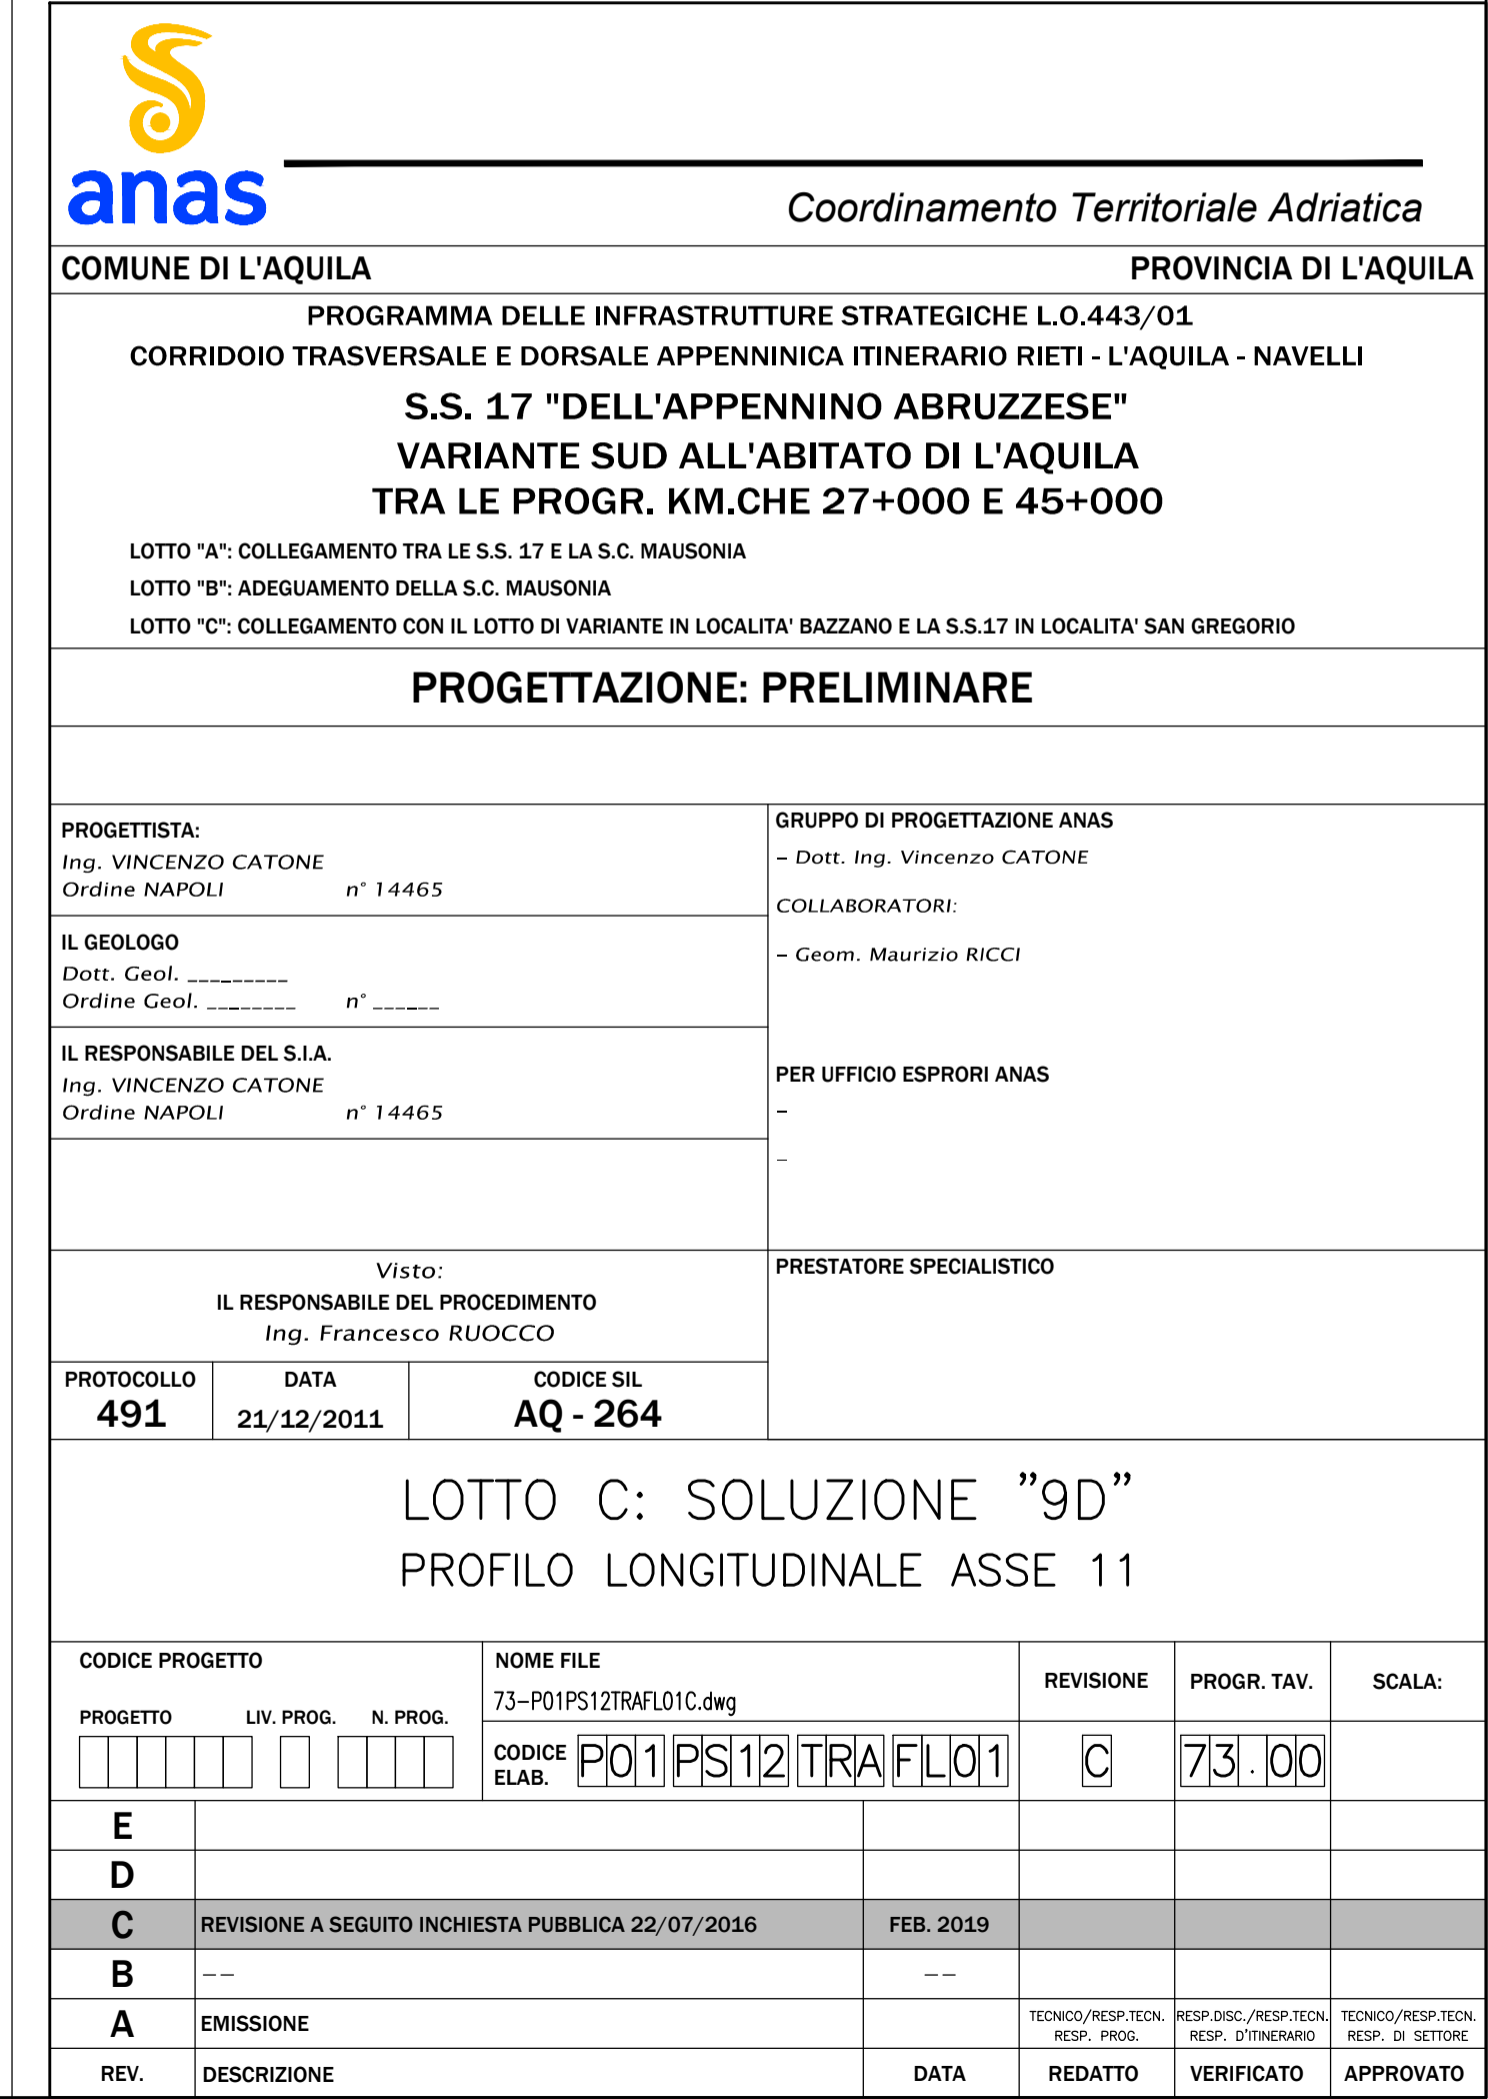 anas
Coordinamento Territoriale Adriatica
COMUNE DI L'AQUILA PROVINCIA DI L'AQUILA
PROGRAMMA DELLE INFRASTRUTTURE STRATEGICHE L.O.443/01
CORRIDOIO TRASVERSALE E DORSALE APPENNINICA ITINERARIO RIETI - L'AQUILA - NAVELLI
S.S. 17 "DELL'APPENNINO ABRUZZESE"
VARIANTE SUD ALL'ABITATO DI L'AQUILA
TRA LE PROGR. KM.CHE 27+000 E 45+000
LOTTO "A": COLLEGAMENTO TRA LE S.S. 17 E LA S.C. MAUSONIA
LOTTO "B": ADEGUAMENTO DELLA S.C. MAUSONIA
LOTTO "C": COLLEGAMENTO CON IL LOTTO DI VARIANTE IN LOCALITA' BAZZANO E LA S.S.17 IN LOCALITA' SAN GREGORIO
PROGETTAZIONE: PRELIMINARE
PROGETTISTA:
Ing. VINCENZO CATONE
Ordine NAPOLI n° 14465
IL GEOLOGO
Dott. Geol. _________
Ordine Geol. ________ n° ______
IL RESPONSABILE DEL S.I.A.
Ing. VINCENZO CATONE
Ordine NAPOLI n° 14465
GRUPPO DI PROGETTAZIONE ANAS
– Dott. Ing. Vincenzo CATONE
COLLABORATORI:
– Geom. Maurizio RICCI
PER UFFICIO ESPRORI ANAS
–
–
Visto:
IL RESPONSABILE DEL PROCEDIMENTO
Ing. Francesco RUOCCO
PRESTATORE SPECIALISTICO
PROTOCOLLO DATA CODICE SIL
491 21/12/2011 AQ - 264
LOTTO C: SOLUZIONE "9D"
PROFILO LONGITUDINALE ASSE 11
CODICE PROGETTO
PROGETTO LIV. PROG. N. PROG.
NOME FILE
73-P01PS12TRAFL01C.dwg
CODICE ELAB. P01 PS12 TRA FL01
REVISIONE PROGR. TAV. SCALA:
C 73.00
E
D
C REVISIONE A SEGUITO INCHIESTA PUBBLICA 22/07/2016 FEB. 2019
B –– ––
A EMISSIONE
TECNICO/RESP.TECN. RESP. PROG.
RESP.DISC./RESP.TECN. RESP. D'ITINERARIO
TECNICO/RESP.TECN. RESP. DI SETTORE
REV. DESCRIZIONE DATA REDATTO VERIFICATO APPROVATO